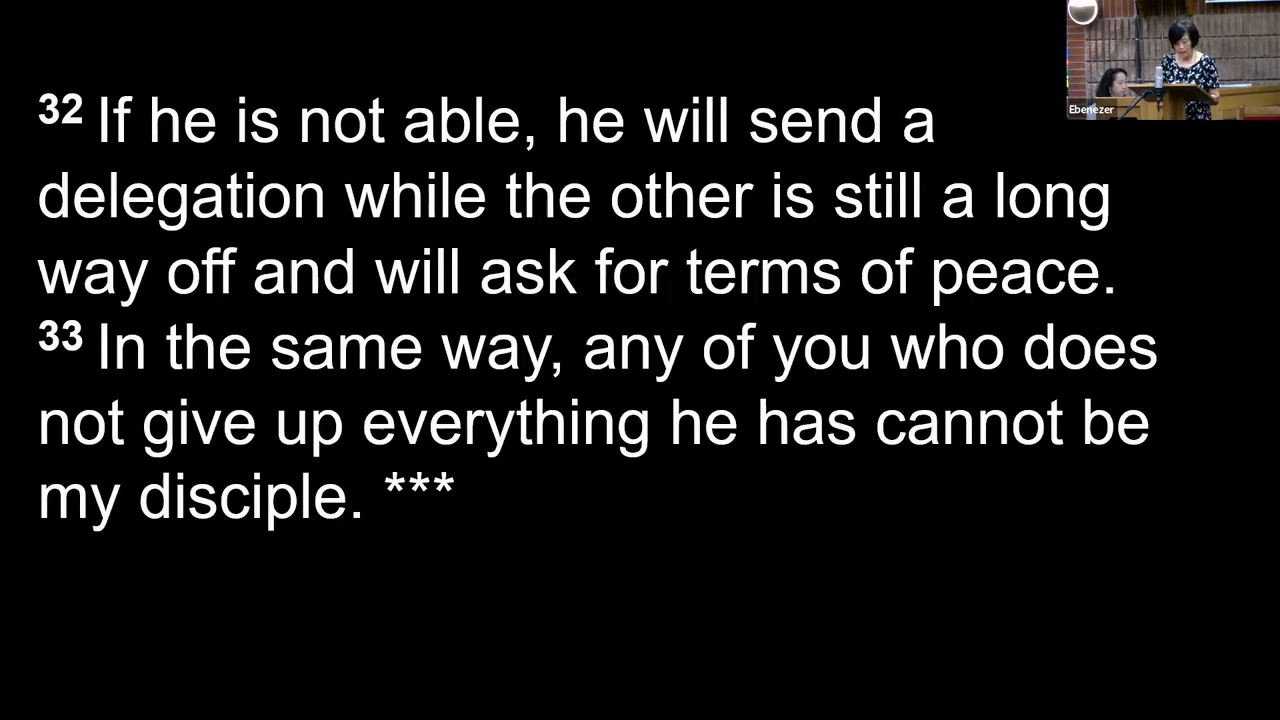 32 If he is not able, he will send a
delegation while the other is still a long
way off and will ask for terms of peace.
33 In the same way, any of you who does
not give up everything he has cannot be
my disciple. ***
Ebenezer